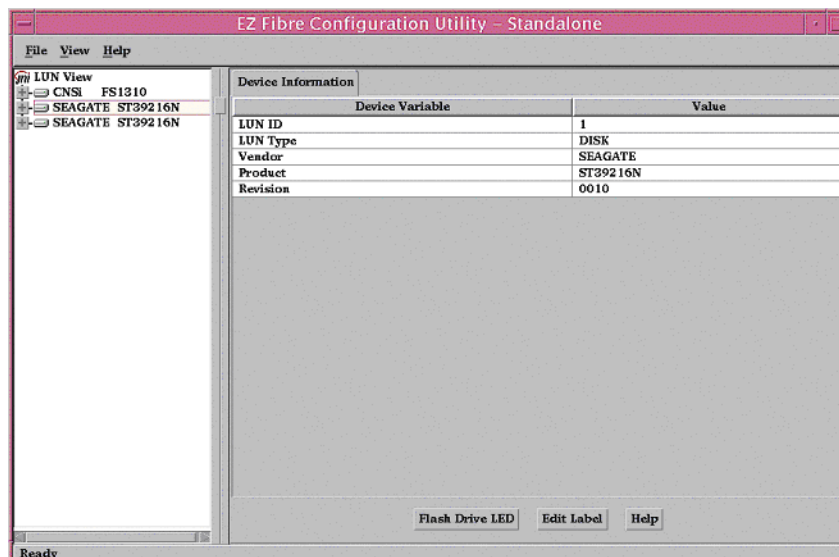 EZ Fibre Configuration Utility – Standalone
File View Help
LUN View
CNSi FS1310
SEAGATE ST39216N
SEAGATE ST39216N
Device Information
Device Variable Value
LUN ID 1
LUN Type DISK
Vendor SEAGATE
Product ST39216N
Revision 0010
Flash Drive LED Edit Label Help
Ready